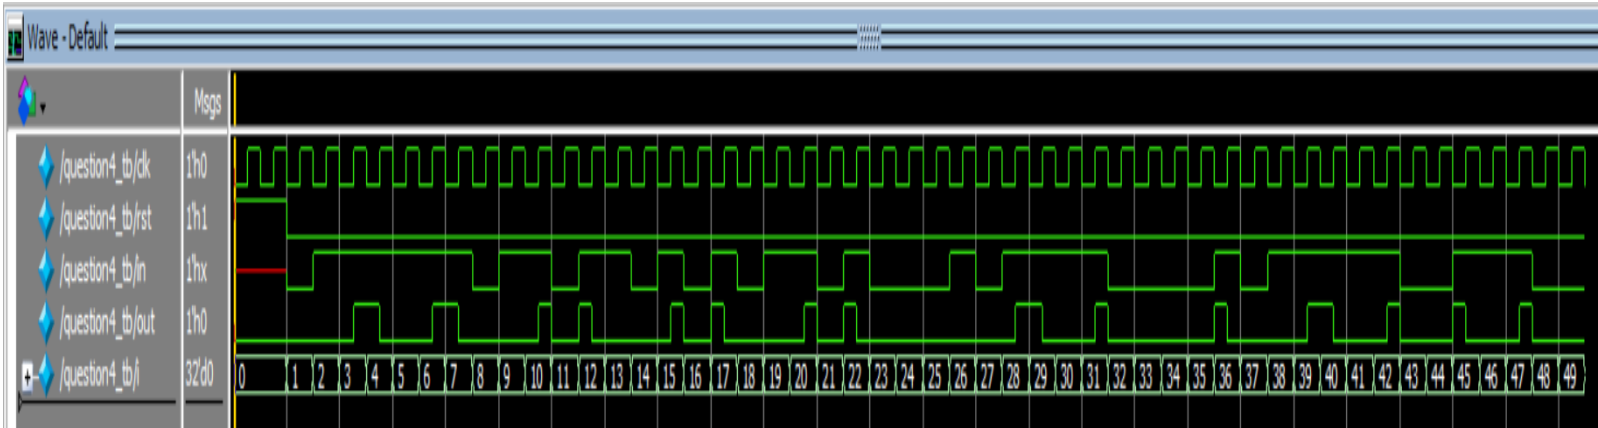 Wave - Default
Msgs
/question4_tb/clk 1'h0
/question4_tb/rst 1'h1
/question4_tb/in 1'hx
/question4_tb/out 1'h0
/question4_tb/i 32'd0 0 1 2 3 4 5 6 7 8 9 10 11 12 13 14 15 16 17 18 19 20 21 22 23 24 25 26 27 28 29 30 31 32 33 34 35 36 37 38 39 40 41 42 43 44 45 46 47 48 49